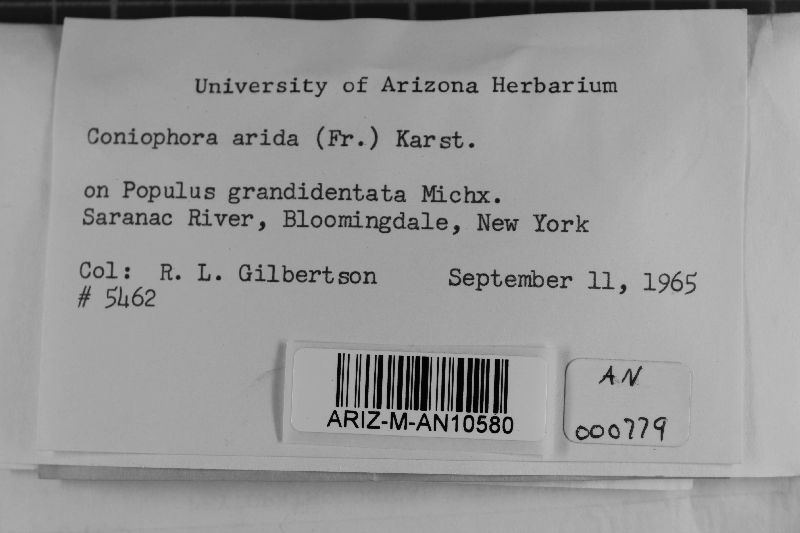 University of Arizona Herbarium
Coniophora arida (Fr.) Karst.
on Populus grandidentata Michx.
Saranac River, Bloomingdale, New York
Col: R. L. Gilbertson September 11, 1965
# 5462
ARIZ-M-AN10580
AN
000779